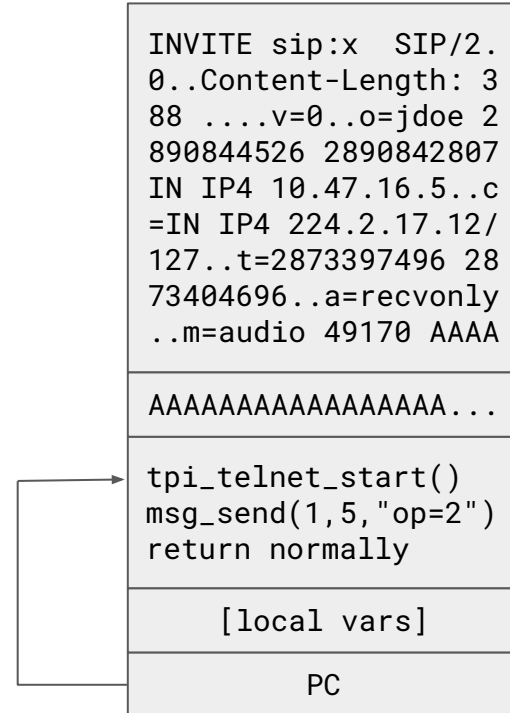 INVITE sip:x  SIP/2.
0..Content-Length: 3
88 ....v=0..o=jdoe 2
890844526 2890842807
IN IP4 10.47.16.5..c
=IN IP4 224.2.17.12/
127..t=2873397496 28
73404696..a=recvonly
..m=audio 49170 AAAA
AAAAAAAAAAAAAAAAA...
tpi_telnet_start()
msg_send(1,5,"op=2")
return normally
[local vars]
PC